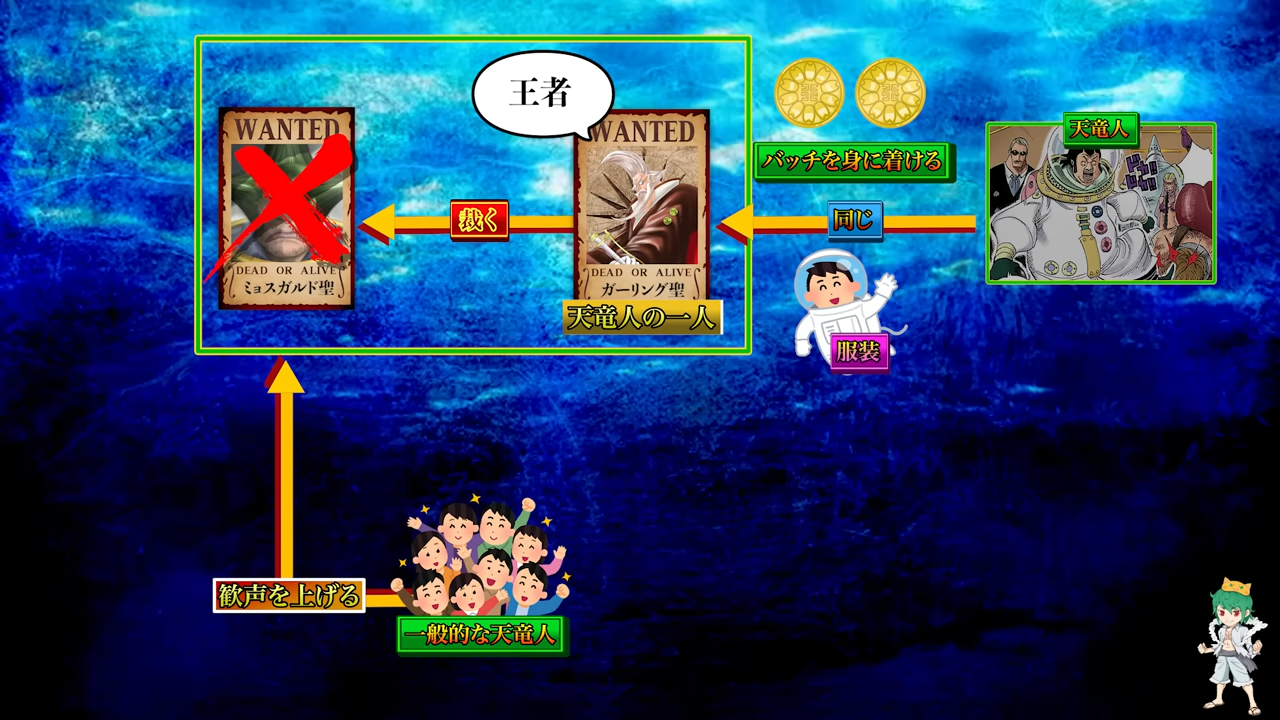 王者
WANTED
DEAD OR ALIVE
ミョスガルド聖
裁く
WANTED
DEAD OR ALIVE
ガーリング聖
天竜人の一人
バッチを身に着ける
同じ
服装
天竜人
歓声を上げる
一般的な天竜人